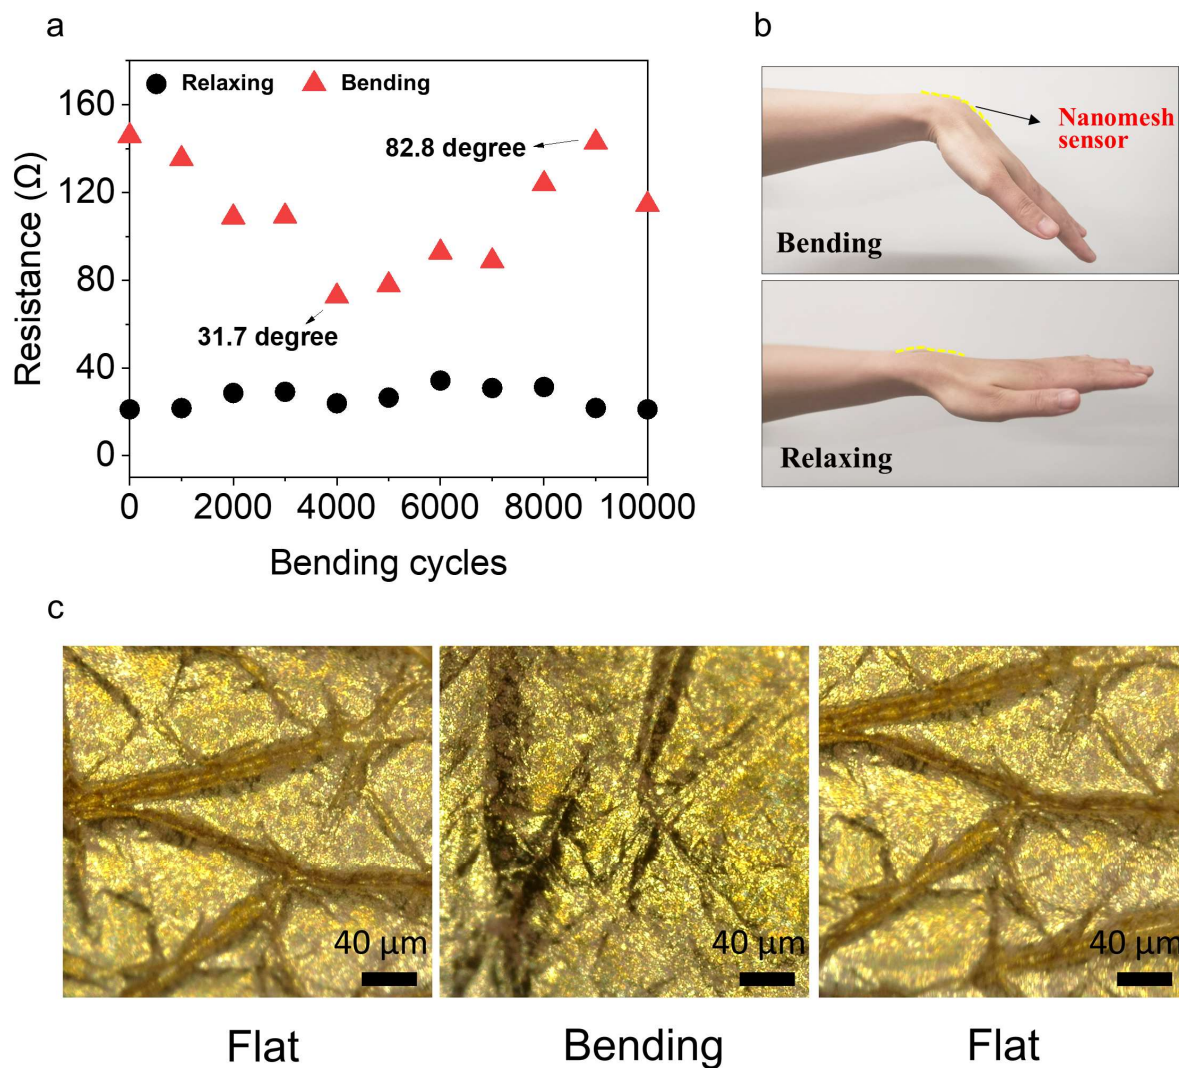 a
Relaxing
Bending
160
120
80
40
0
Resistance (Ω)
82.8 degree
31.7 degree
0
2000
4000
6000
8000
10000
Bending cycles
b
Nanomesh
sensor
Bending
Relaxing
c
40 μm
40 μm
40 μm
Flat
Bending
Flat